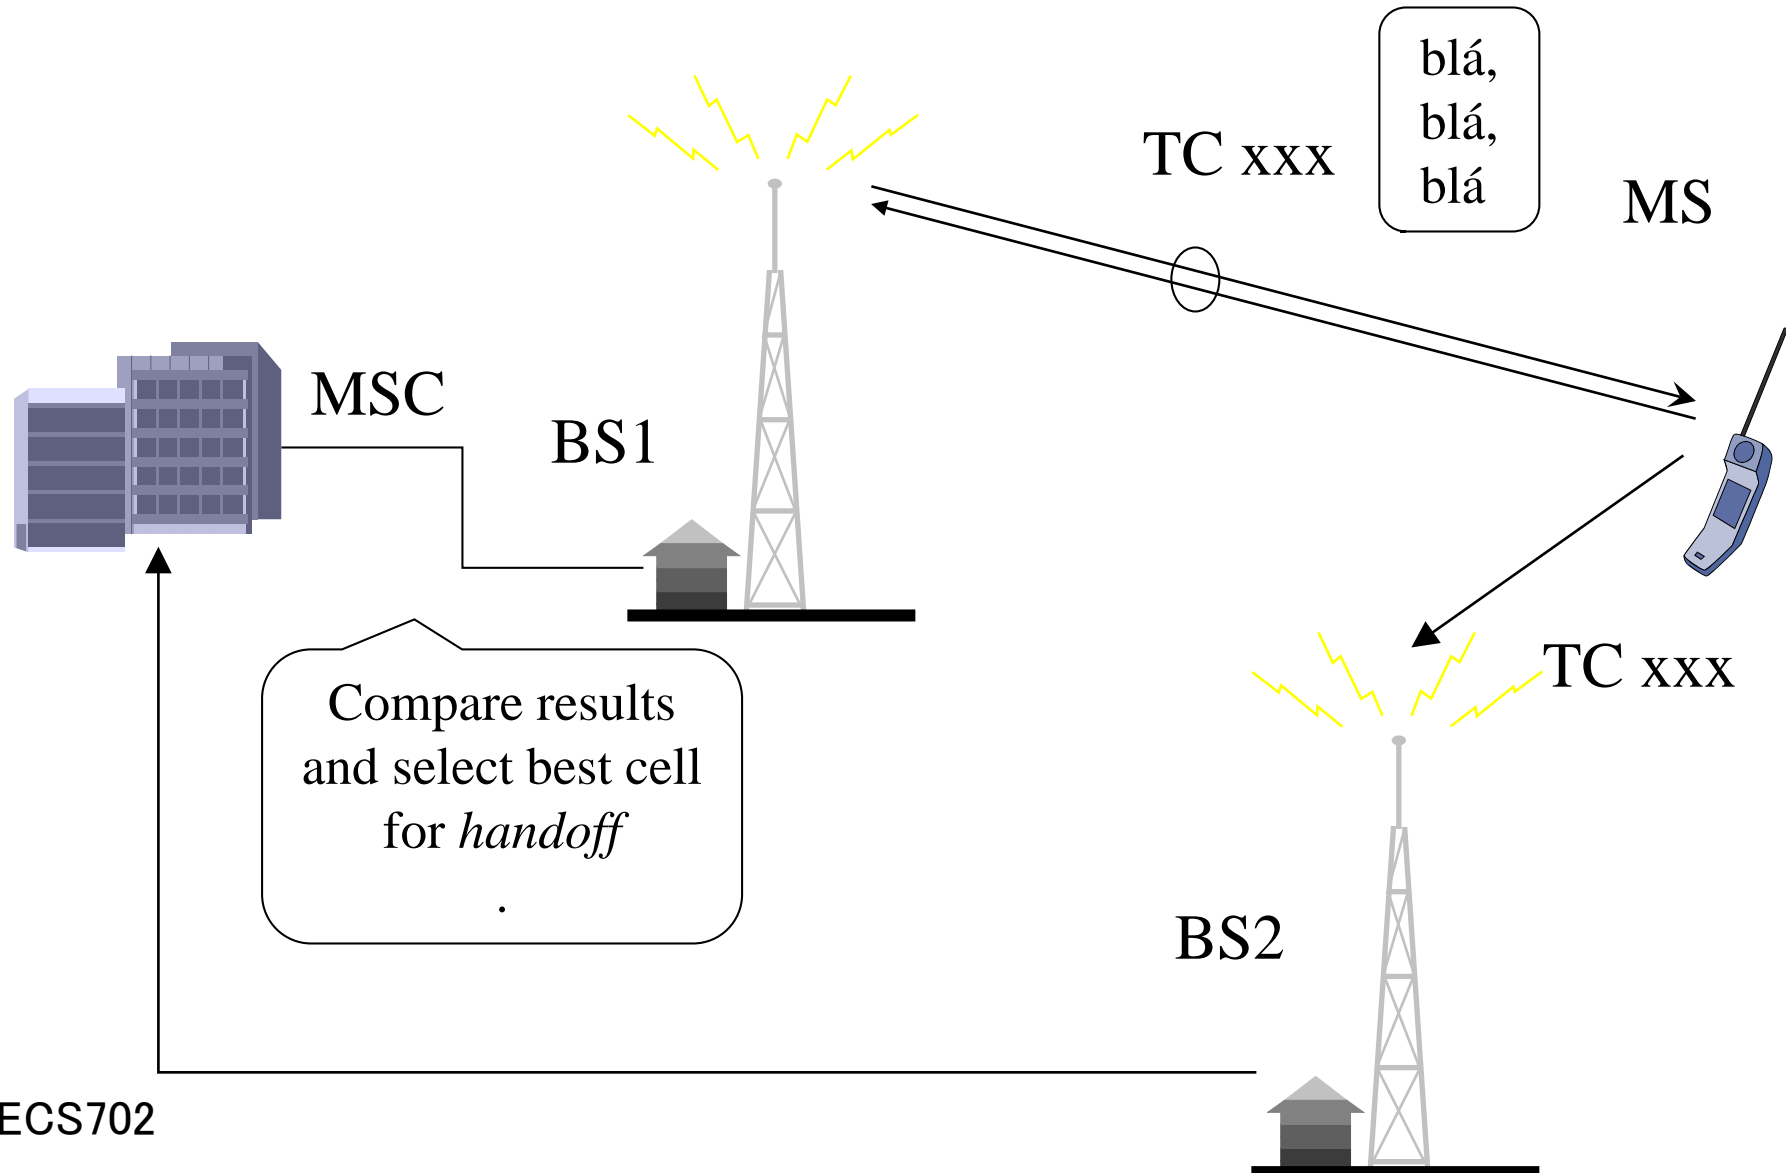 blá,
blá,
blá
TC xxx
MS
MSC
BS1
TC xxx
Compare results
and select best cell
for handoff
.
BS2
ECS702